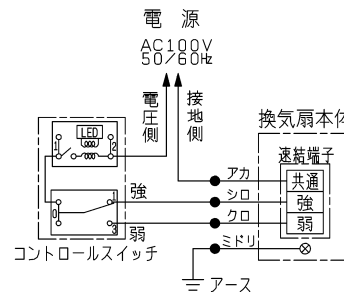 電 源
AC100V
50/60Hz
電圧側
接地側
換気扇本体
速結端子
LED
1
2
アカ
共通
シロ
強
クロ
弱
ミドリ
強
0
1
3
弱
コントロールスイッチ
アース